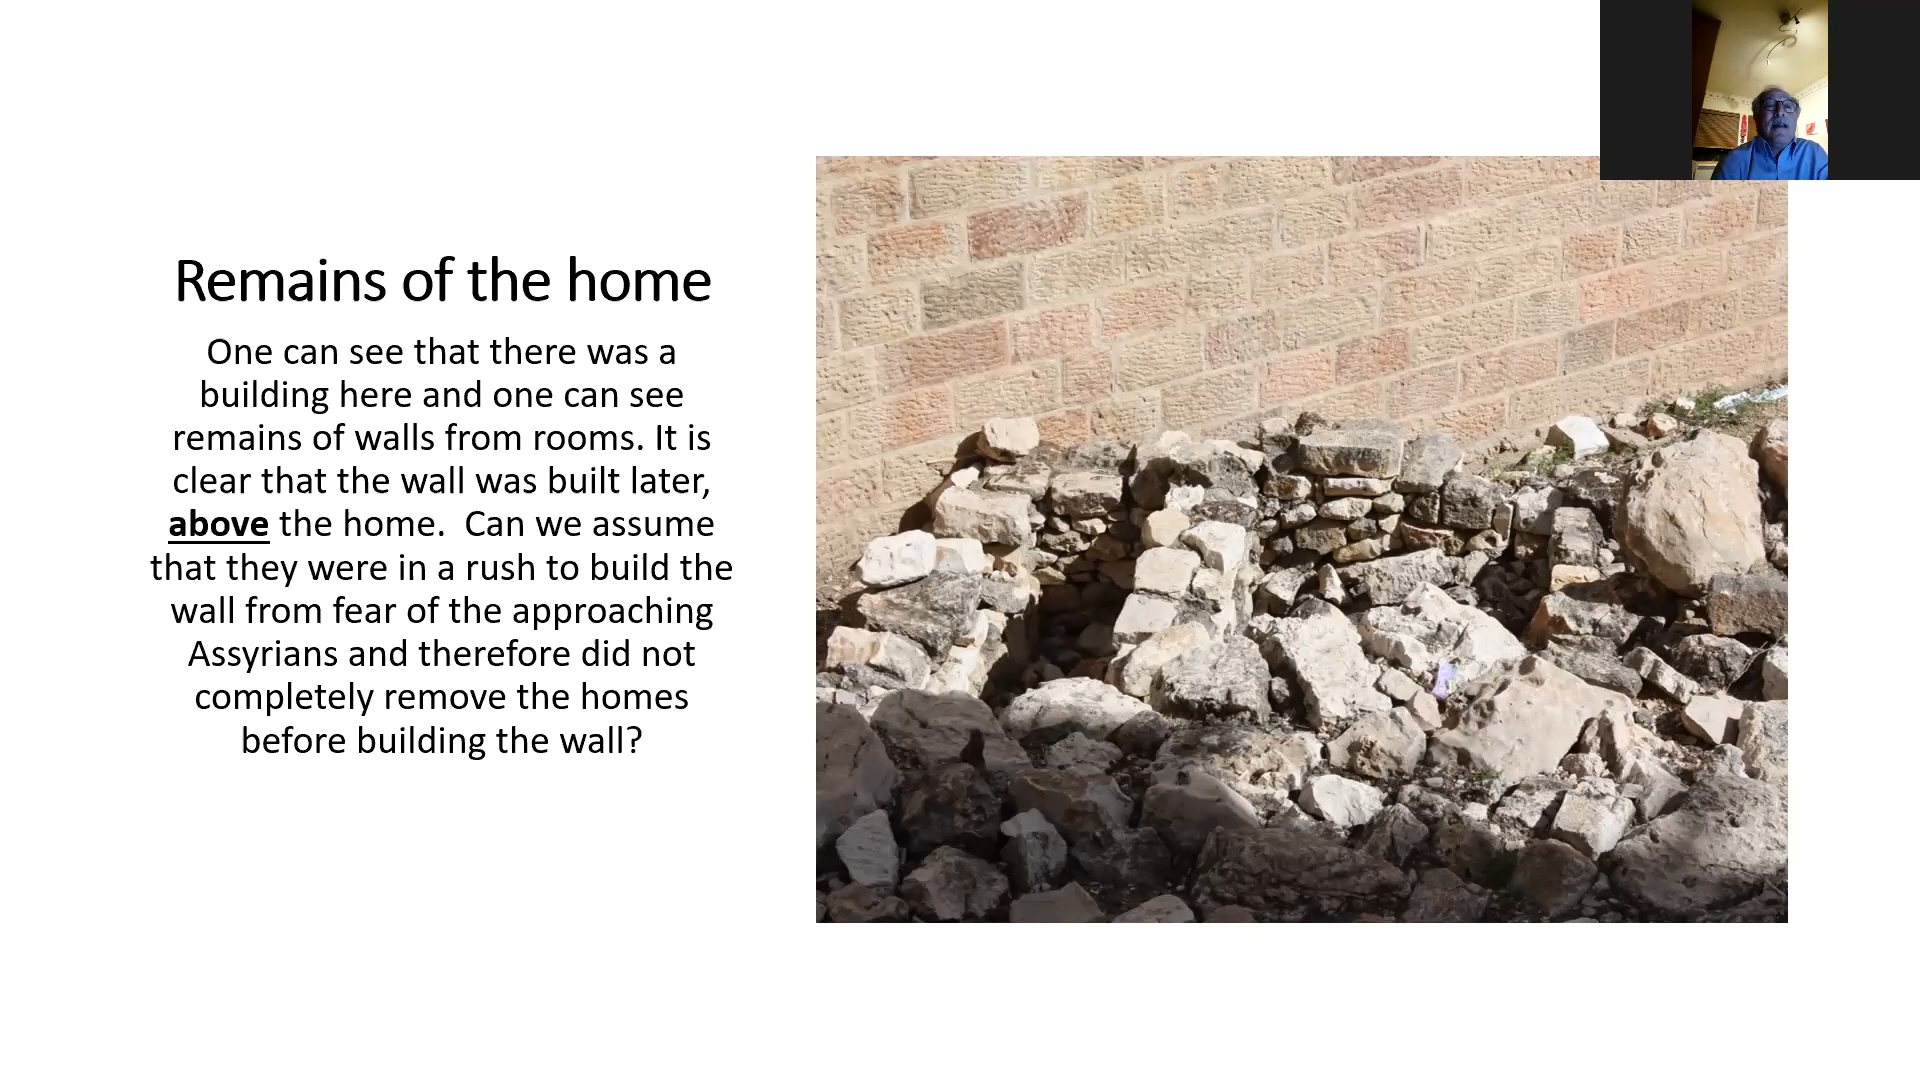 Remains of the home
One can see that there was a
building here and one can see
remains of walls from rooms. It is
clear that the wall was built later,
above the home.  Can we assume
that they were in a rush to build the
wall from fear of the approaching
Assyrians and therefore did not
completely remove the homes
before building the wall?